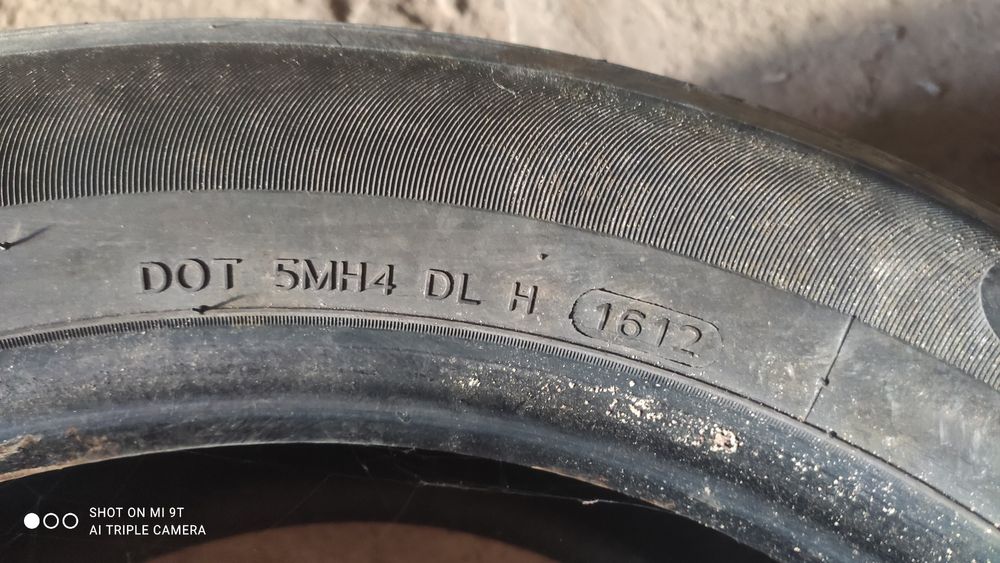 DOT 5MH4 DL H 1612
SHOT ON MI 9T
AI TRIPLE CAMERA